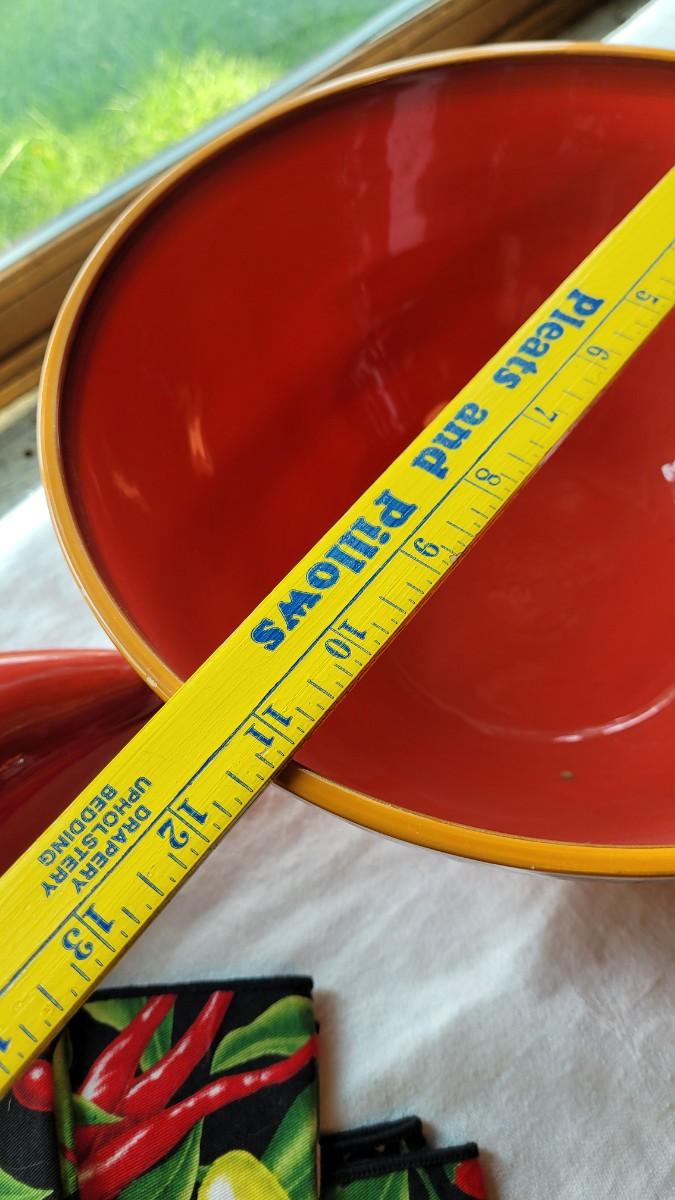 Pleats and Pillows
DRAPERY
UPHOLSTERY
BEDDING
5 6 7 8 9 10 11 12 13